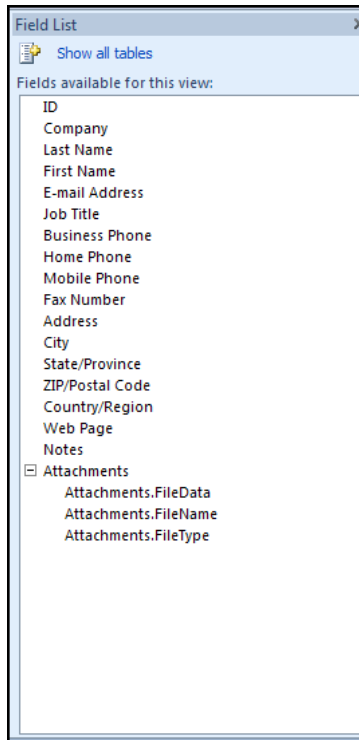 Field List
Show all tables
Fields available for this view:
ID
Company
Last Name
First Name
E-mail Address
Job Title
Business Phone
Home Phone
Mobile Phone
Fax Number
Address
City
State/Province
ZIP/Postal Code
Country/Region
Web Page
Notes
Attachments
Attachments.FileData
Attachments.FileName
Attachments.FileType